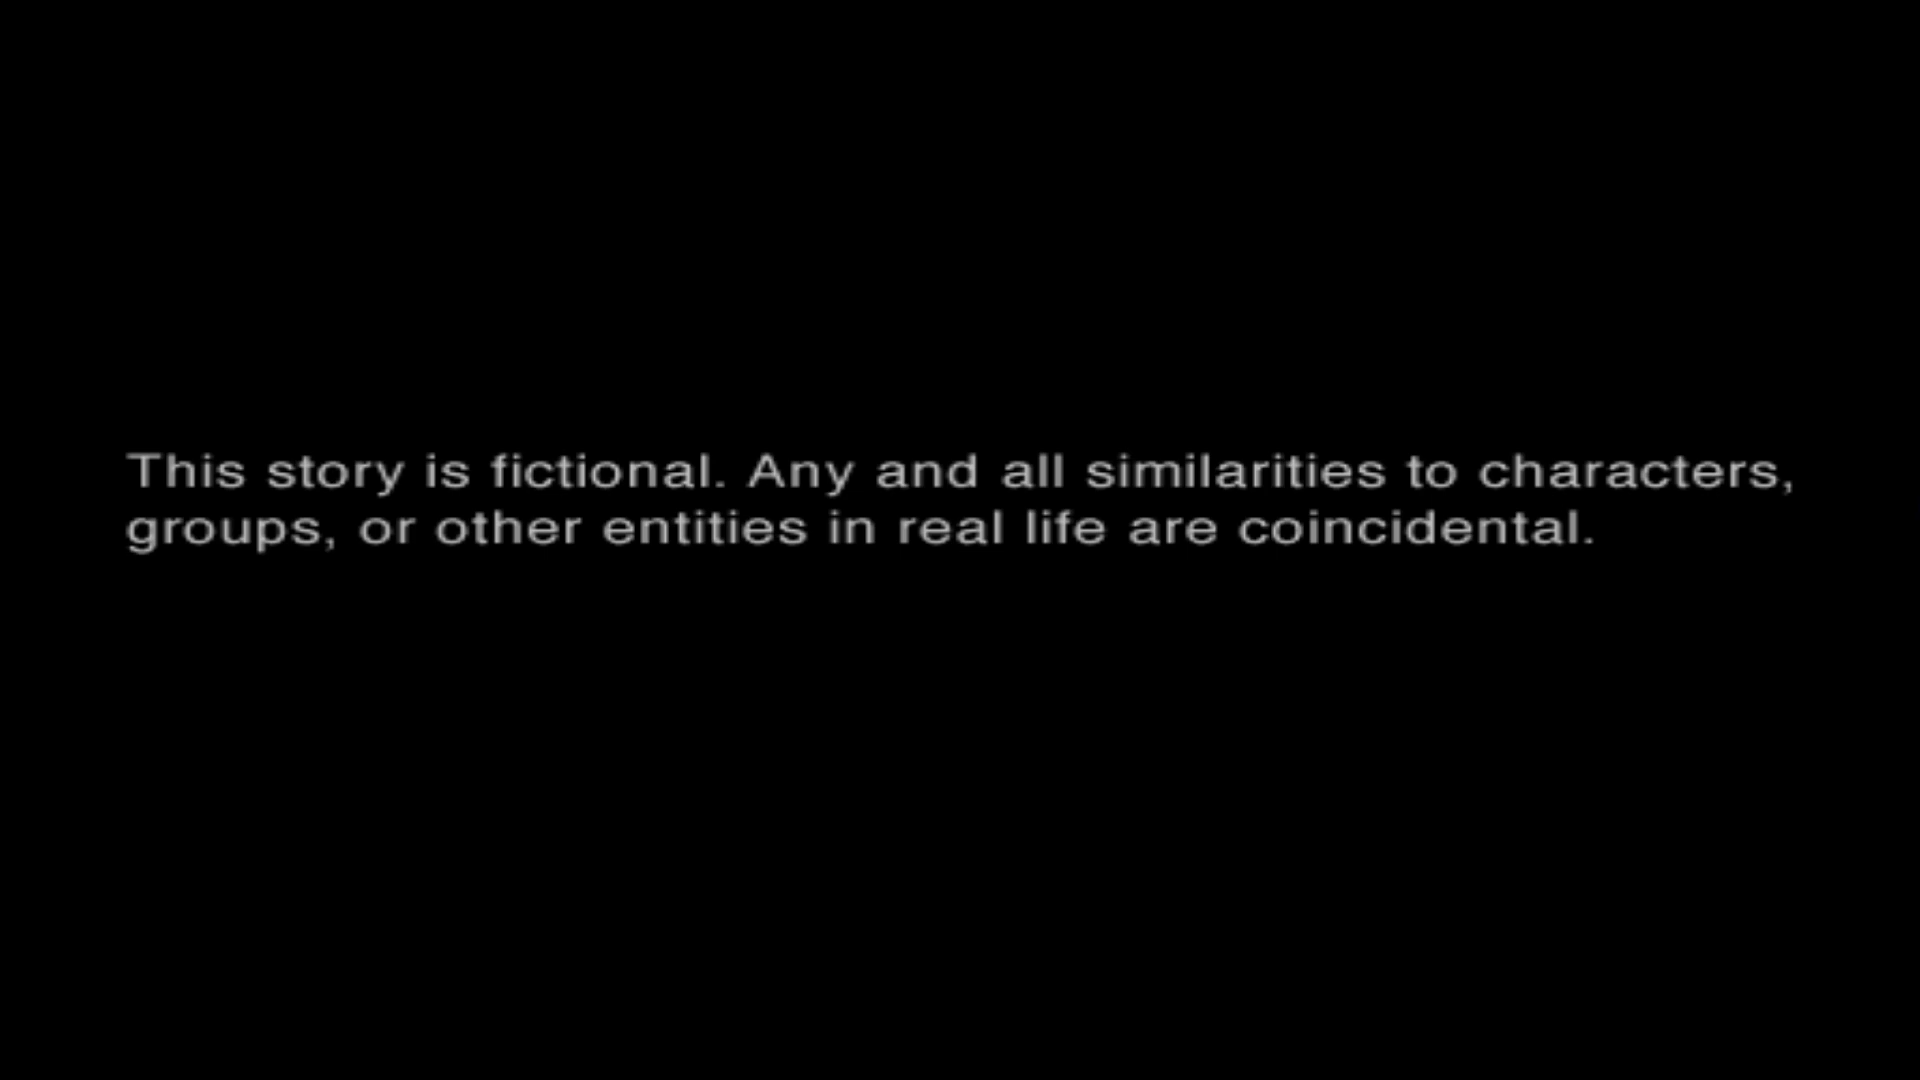 This story is fictional. Any and all similarities to characters,
groups, or other entities in real life are coincidental.